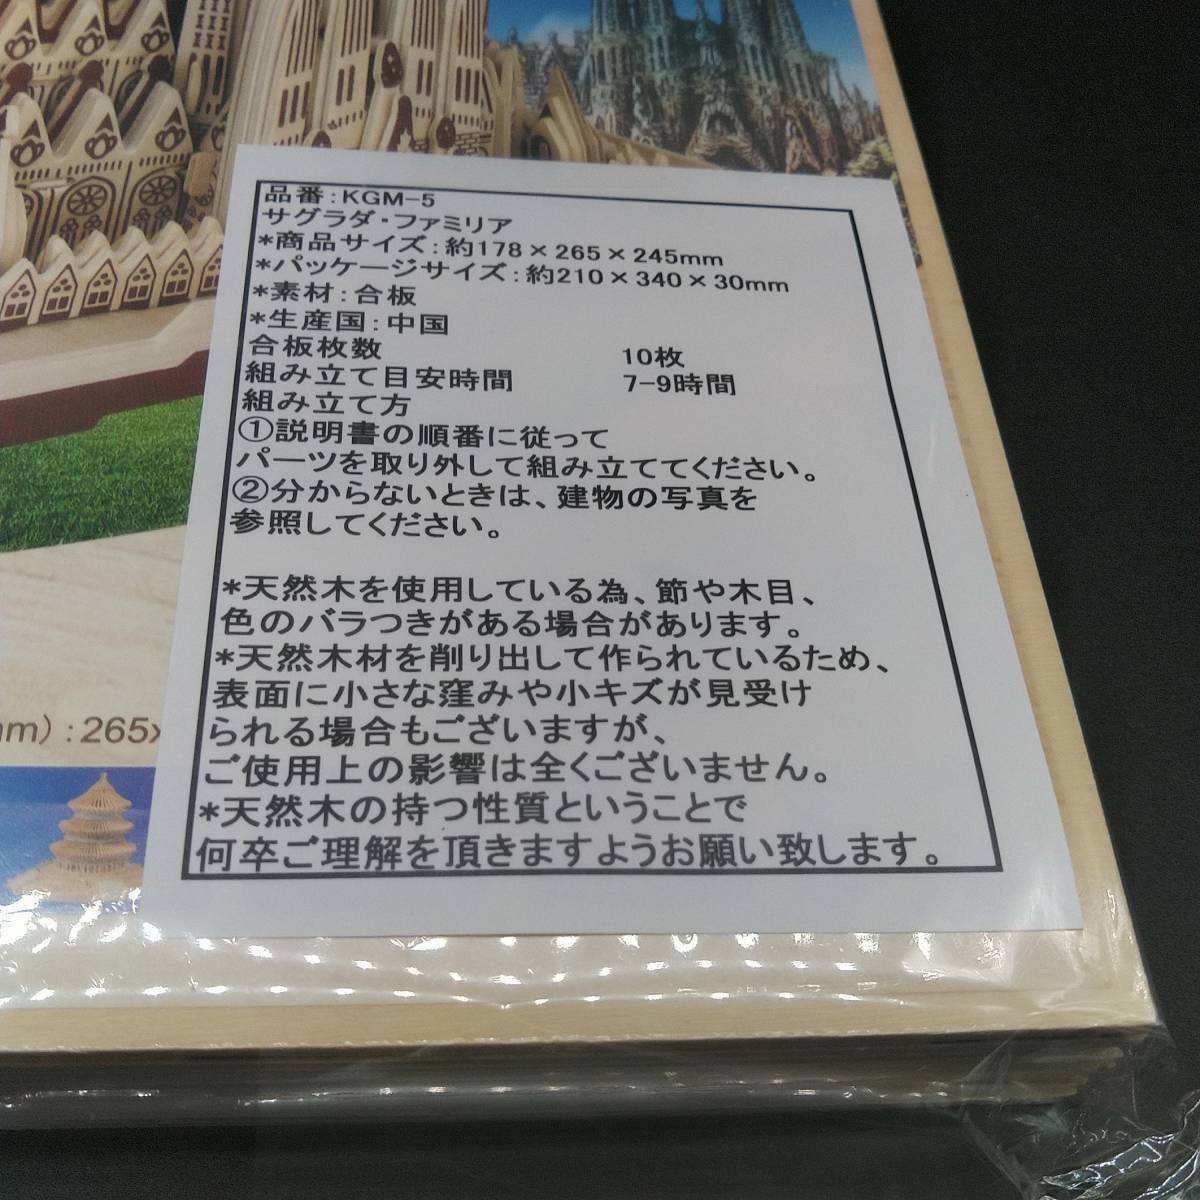 品番:KGM-5
サグラダ・ファミリア
*商品サイズ:約178×265×245mm
*パッケージサイズ:約210×340×30mm
*素材:合板
*生産国:中国
合板枚数 10枚
組み立て目安時間 7-9時間
組み立て方
①説明書の順番に従って
パーツを取り外して組み立ててください。
②分からないときは、建物の写真を
参照してください。
*天然木を使用している為、節や木目、
色のバラつきがある場合があります。
*天然木材を削り出して作られているため、
表面に小さな窪みや小キズが見受け
られる場合もございますが、
ご使用上の影響は全くございません。
*天然木の持つ性質ということで
何卒ご理解を頂きますようお願い致します。
mm):265x